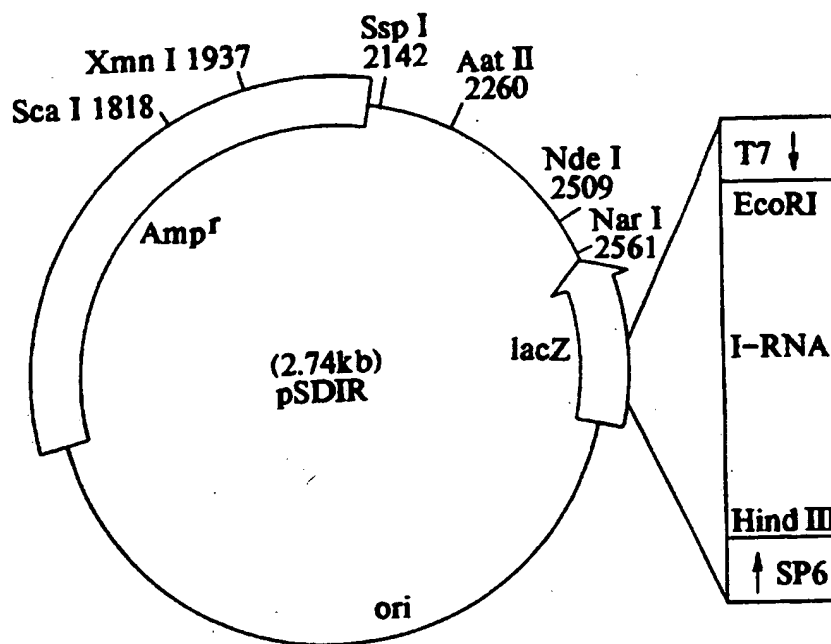 Ssp I
2142
Xmn I 1937
Aat II
2260
Sca I 1818
T7 ↓
Nde I
2509
EcoRI
Nar I
2561
Ampʳ
lacZ
I-RNA
(2.74kb)
pSDIR
Hind III
↑ SP6
ori